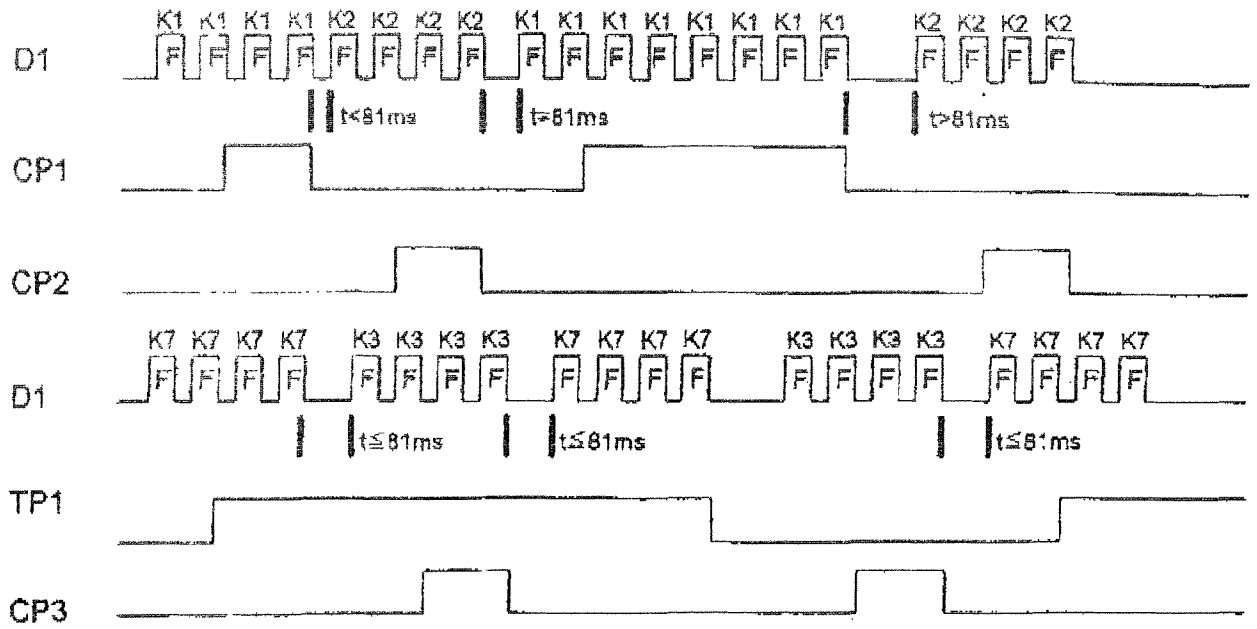 K1 K1 K1 K1 K2 K2 K2 K2 K1 K1 K1 K1 K1 K1 K1 K1 K2 K2 K2 K2
D1 F F F F F F F F F F F F F F F F F F F F
t<81ms t=81ms t>81ms
CP1
CP2
K7 K7 K7 K7 K3 K3 K3 K3 K7 K7 K7 K7 K3 K3 K3 K3 K7 K7 K7 K7
D1 F F F F F F F F F F F F F F F F F F F F
t≦81ms t≦81ms t≦81ms
TP1
CP3